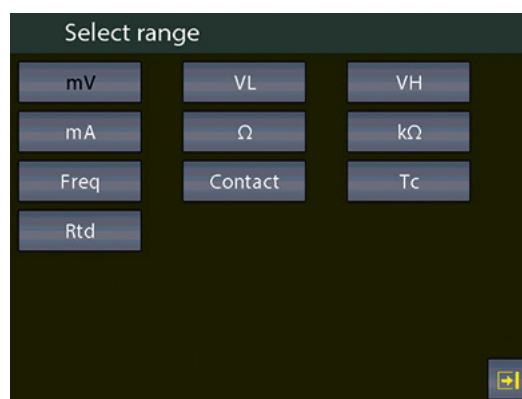 Select range
mV VL VH
mA Ω kΩ
Freq Contact Tc
Rtd